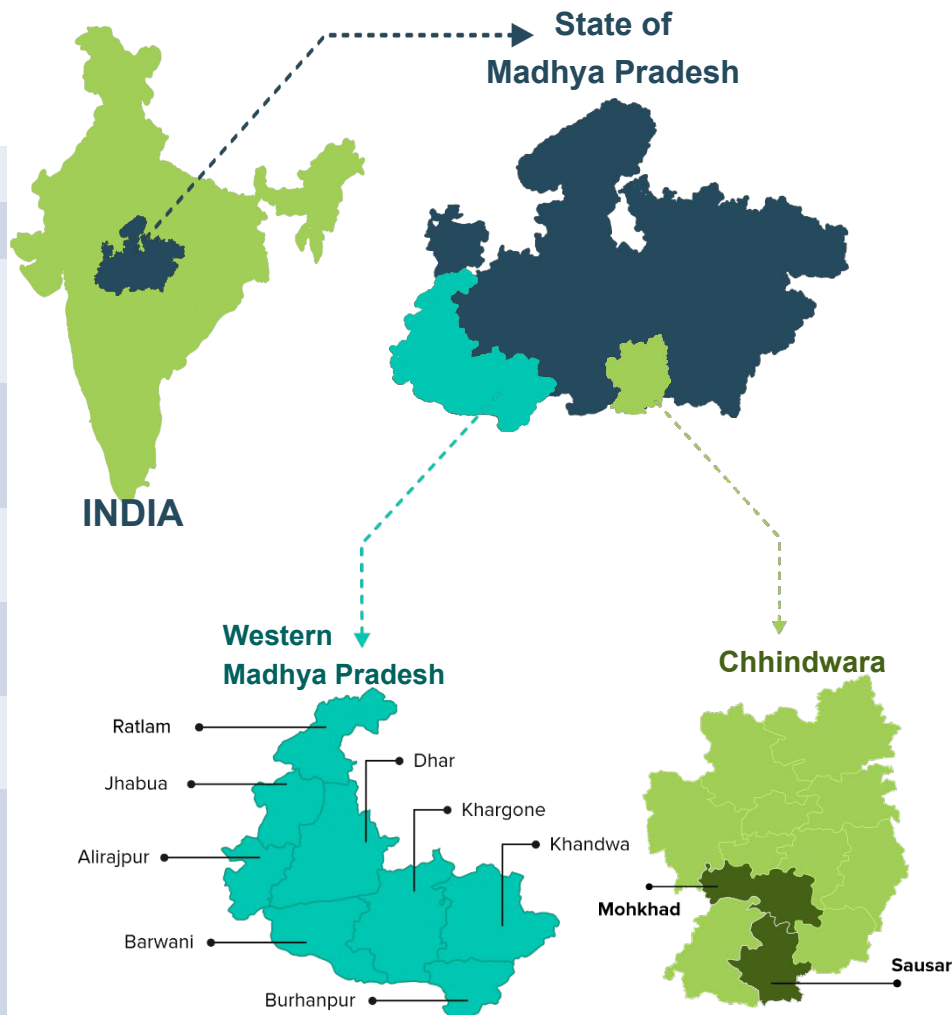 State of
Madhya Pradesh
INDIA
Western
Madhya Pradesh
Chhindwara
Ratlam
Dhar
Jhabua
Khargone
Khandwa
Alirajpur
Mohkhad
Barwani
Sausar
Burhanpur